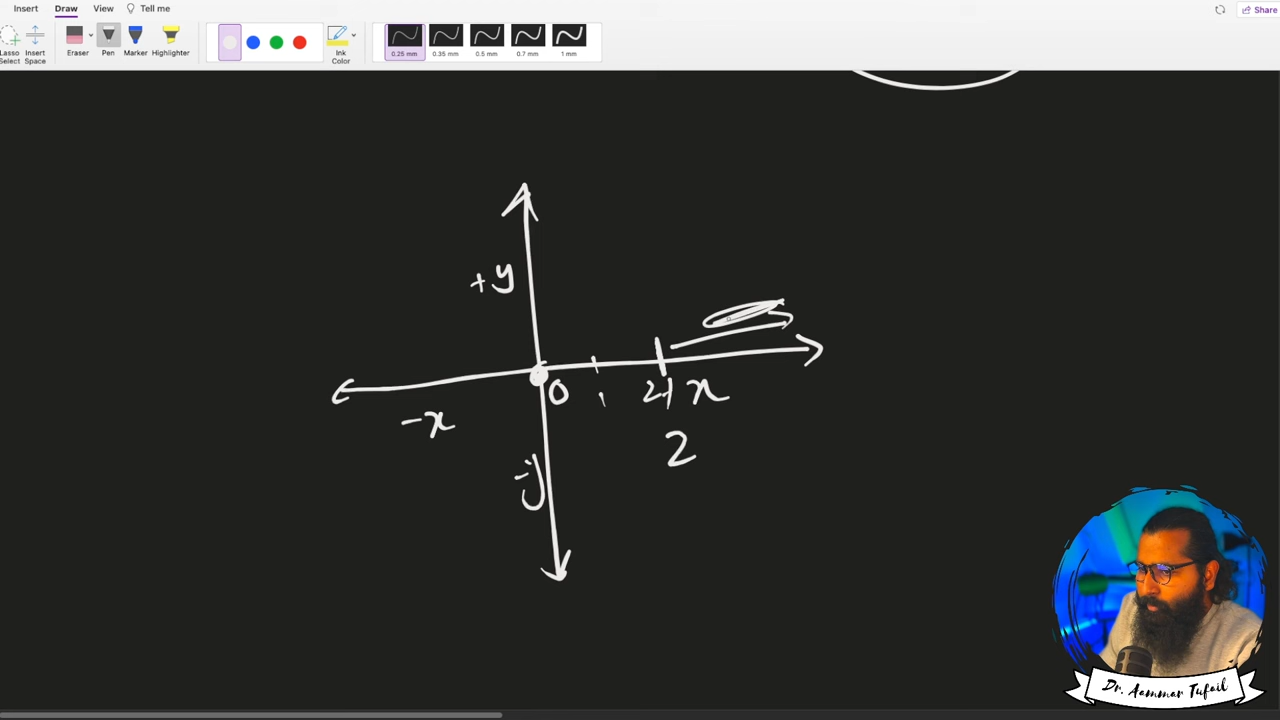 Insert Draw View Tell me Share
Lasso Select
Insert Space
Eraser
Pen
Marker
Highlighter
Ink Color
0.25 mm
0.35 mm
0.5 mm
0.7 mm
1 mm
+y
0
2
+x
-x
2
-y
Dr. Aammar Tufail